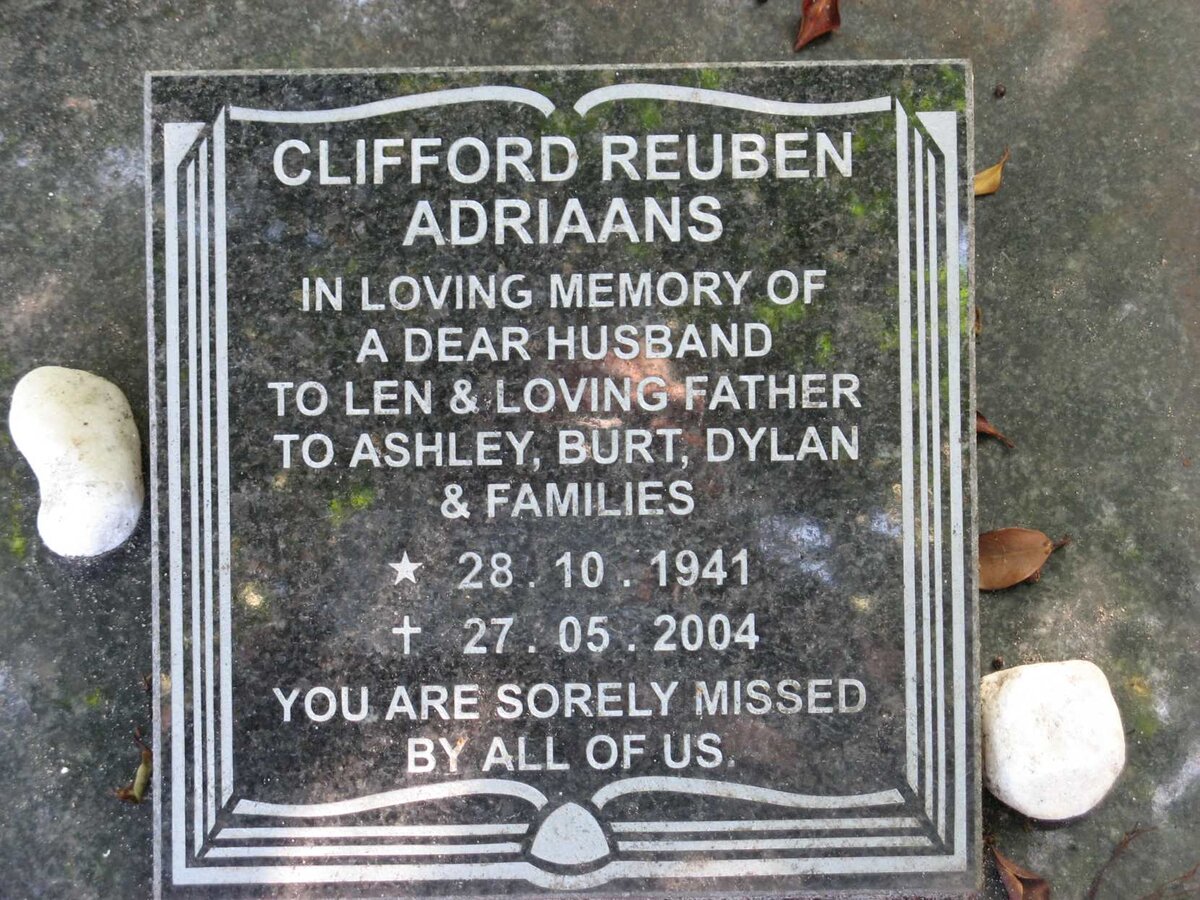 CLIFFORD REUBEN
ADRIAANS
IN LOVING MEMORY OF
A DEAR HUSBAND
TO LEN & LOVING FATHER
TO ASHLEY, BURT, DYLAN
& FAMILIES
★ 28 . 10 . 1941
✝ 27 . 05 . 2004
YOU ARE SORELY MISSED
BY ALL OF US.